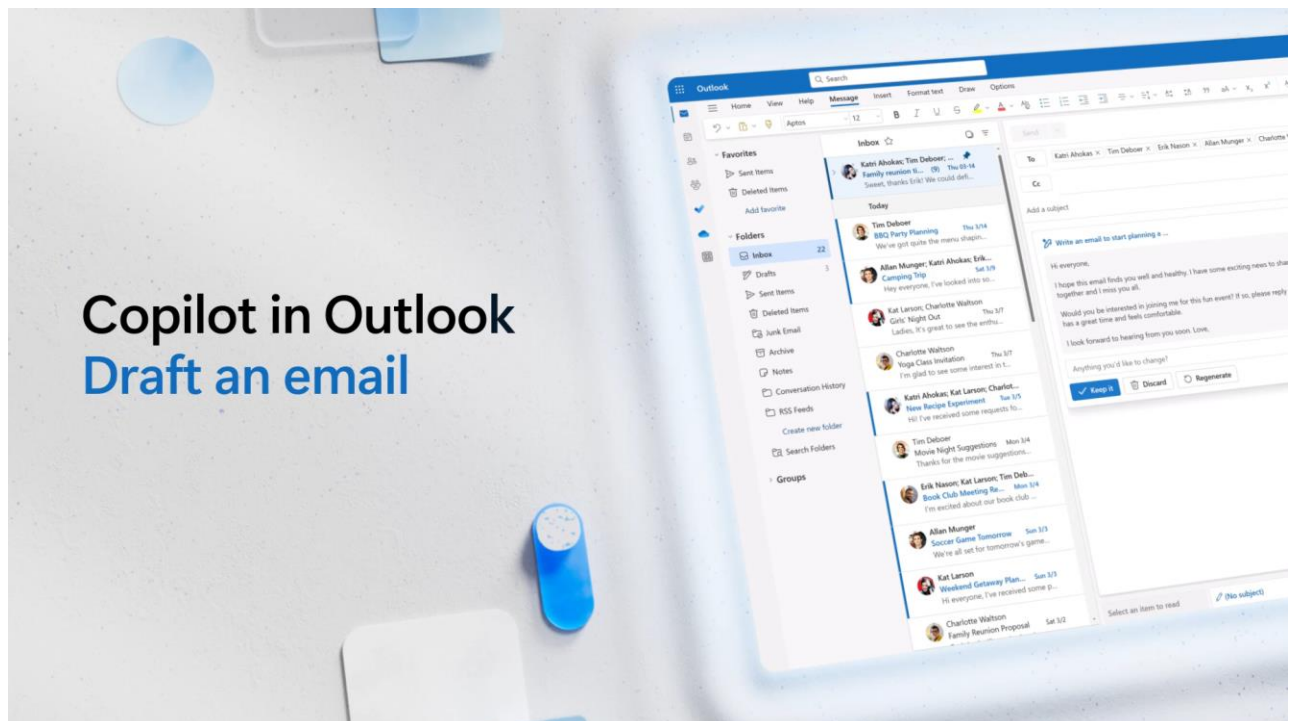 Copilot in Outlook
Draft an email
Outlook
Search
Home View Help Message Insert Format text Draw Options
Aptos 12 B I U
Favorites
Sent Items
Deleted Items
Add favorite
Folders
Inbox 22
Drafts 3
Sent Items
Deleted Items
Junk Email
Archive
Notes
Conversation History
RSS Feeds
Create new folder
Search Folders
Groups
Inbox
Katri Ahokas; Tim Deboer; ...
Family reunion ti... (9) Thu 03-14
Sweet, thanks Erik! We could defi...
Today
Tim Deboer
BBQ Party Planning Thu 3/14
We've got quite the menu shapin...
Allan Munger; Katri Ahokas; Erik...
Camping Trip Sat 3/9
Hey everyone, I've looked into so...
Kat Larson; Charlotte Waltson
Girls' Night Out Thu 3/7
Ladies, It's great to see the enthu...
Charlotte Waltson
Yoga Class Invitation Thu 3/7
I'm glad to see some interest in t...
Katri Ahokas; Kat Larson; Charlot...
New Recipe Experiment Tue 3/5
Hi! I've received some requests fo...
Tim Deboer
Movie Night Suggestions Mon 3/4
Thanks for the movie suggestions...
Erik Nason; Kat Larson; Tim Deb...
Book Club Meeting Re... Mon 3/4
I'm excited about our book club ...
Allan Munger
Soccer Game Tomorrow Sun 3/3
We're all set for tomorrow's game...
Kat Larson
Weekend Getaway Plan... Sun 3/3
Hi everyone, I've received some p...
Charlotte Waltson
Family Reunion Proposal Sat 3/2
Send
To Katri Ahokas × Tim Deboer × Erik Nason × Allan Munger × Charlotte
Cc
Add a subject
Write an email to start planning a ...
Hi everyone,
I hope this email finds you well and healthy. I have some exciting news to shar
together and I miss you all.
Would you be interested in joining me for this fun event? If so, please reply
has a great time and feels comfortable.
I look forward to hearing from you soon. Love,
Anything you'd like to change?
Keep it Discard Regenerate
Select an item to read (No subject)